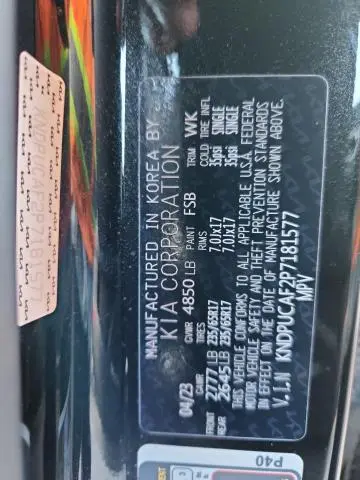 MANUFACTURED IN KOREA BY
KIA CORPORATION
04/23 GVWR 4850 LB PAINT FSB TRIM WK
GAWR TIRES RIMS COLD TIRE INFL
FRONT 2777 LB 235/65R17 7.0Jx17 35psi SINGLE
REAR 2645 LB 235/65R17 7.0Jx17 35psi SINGLE
THIS VEHICLE CONFORMS TO ALL APPLICABLE U.S.A. FEDERAL
MOTOR VEHICLE SAFETY AND THEFT PREVENTION STANDARDS
IN EFFECT ON THE DATE OF MANUFACTURE SHOWN ABOVE.
V.I.N KNDPUCAF2P7181577
MPV
KNDPUCAF2P7181577
P40